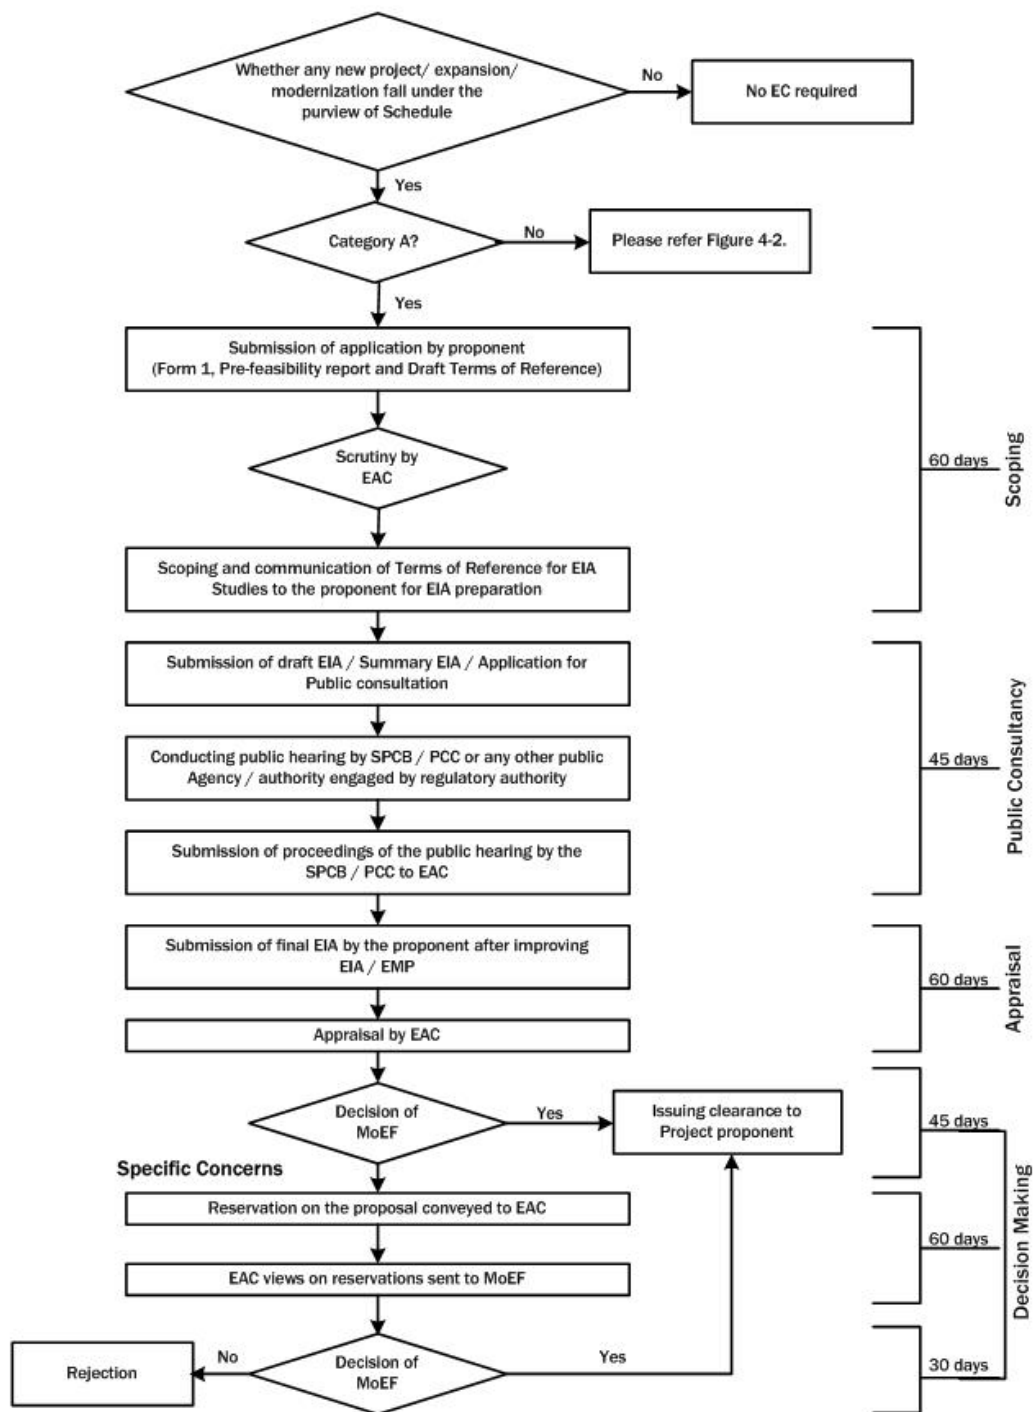 Whether any new project/ expansion/
modernization fall under the
purview of Schedule
No
No EC required
Yes
Category A?
No
Please refer Figure 4-2.
Yes
Submission of application by proponent
(Form 1, Pre-feasibility report and Draft Terms of Reference)
Scrutiny by
EAC
60 days
Scoping
Scoping and communication of Terms of Reference for EIA
Studies to the proponent for EIA preparation
Submission of draft EIA / Summary EIA / Application for
Public consultation
Conducting public hearing by SPCB / PCC or any other public
Agency / authority engaged by regulatory authority
45 days
Public Consultancy
Submission of proceedings of the public hearing by the
SPCB / PCC to EAC
Submission of final EIA by the proponent after improving
EIA / EMP
60 days
Appraisal
Appraisal by EAC
Decision of
MoEF
Yes
Issuing clearance to
Project proponent
45 days
Specific Concerns
Reservation on the proposal conveyed to EAC
60 days
Decision Making
EAC views on reservations sent to MoEF
Decision of
MoEF
No
Rejection
Yes
30 days